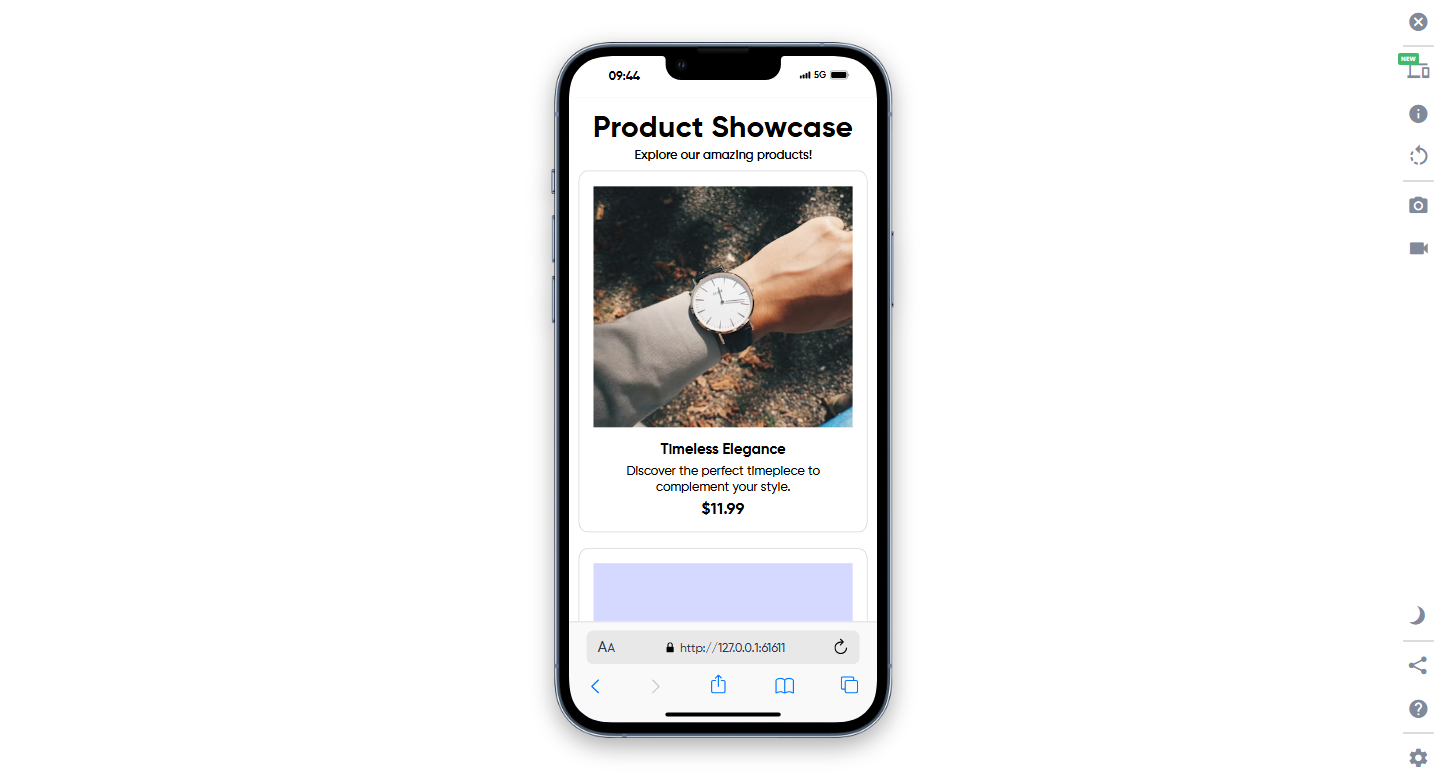 09:44 5G
NEW
Product Showcase
Explore our amazing products!
Timeless Elegance
Discover the perfect timepiece to
complement your style.
$11.99
AA http://127.0.0.1:61611